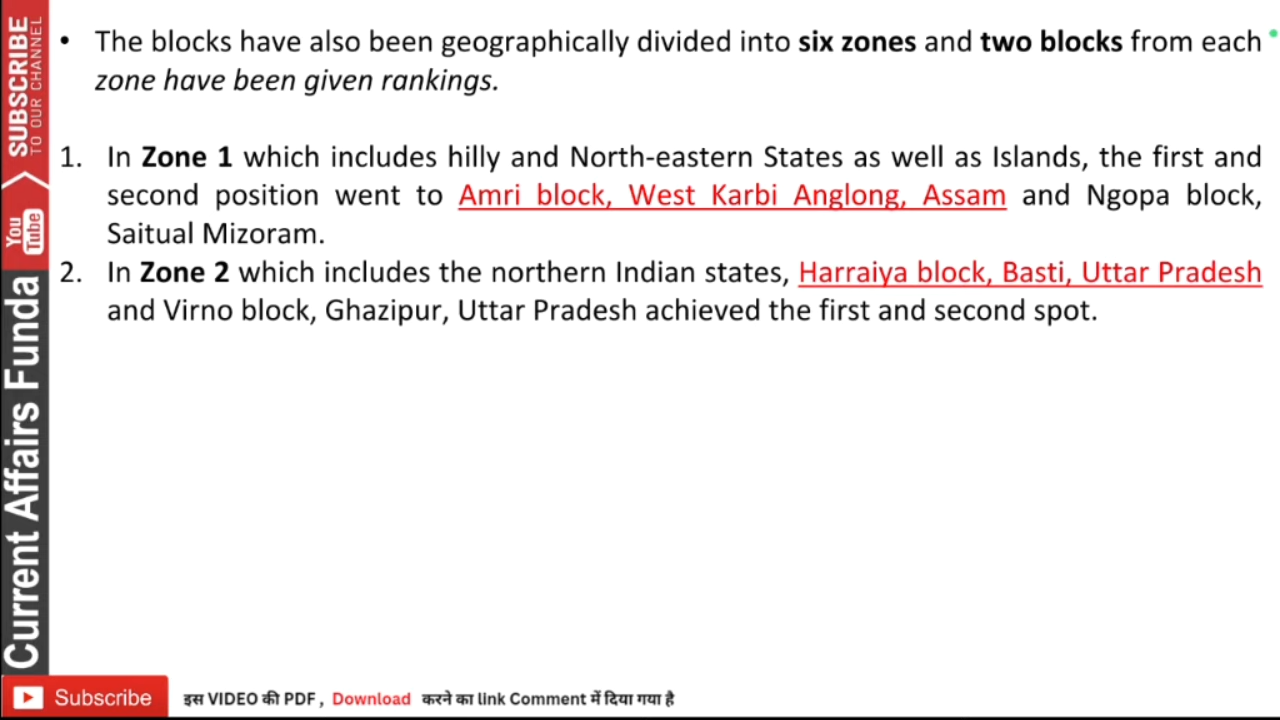 • The blocks have also been geographically divided into six zones and two blocks from each
zone have been given rankings.
1. In Zone 1 which includes hilly and North-eastern States as well as Islands, the first and
second position went to Amri block, West Karbi Anglong, Assam and Ngopa block,
Saitual Mizoram.
2. In Zone 2 which includes the northern Indian states, Harraiya block, Basti, Uttar Pradesh
and Virno block, Ghazipur, Uttar Pradesh achieved the first and second spot.
SUBSCRIBE
TO OUR CHANNEL
You
Tube
Current Affairs Funda
Subscribe
इस VIDEO की PDF , Download करने का link Comment में दिया गया है